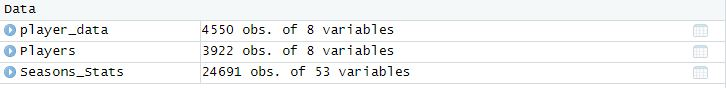 Data
player_data 4550 obs. of 8 variables
Players 3922 obs. of 8 variables
Seasons_Stats 24691 obs. of 53 variables